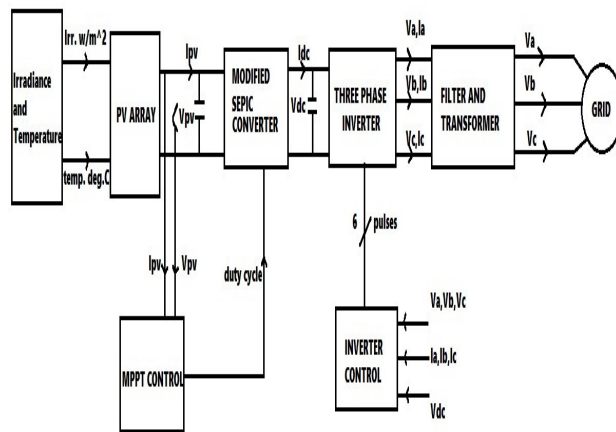 Irr. w/m^2
Irradiance
and
Temperature
temp. deg.C
PV ARRAY
Ipv
Vpv
MODIFIED
SEPIC
CONVERTER
Idc
Vdc
THREE PHASE
INVERTER
Va,Ia
Vb,Ib
Vc,Ic
FILTER AND
TRANSFORMER
Va
Vb
Vc
GRID
Ipv
Vpv
duty cycle
6
pulses
MPPT CONTROL
INVERTER
CONTROL
Va,Vb,Vc
Ia,Ib,Ic
Vdc